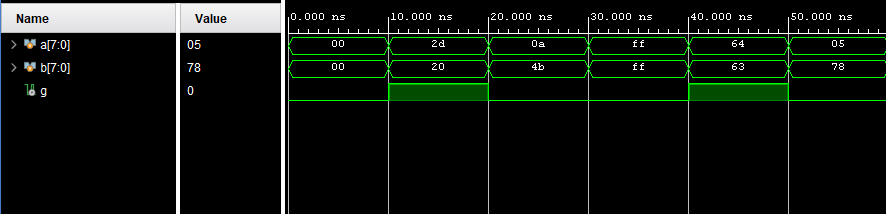 Name Value 0.000 ns 10.000 ns 20.000 ns 30.000 ns 40.000 ns 50.000 ns
a[7:0] 05 00 2d 0a ff 64 05
b[7:0] 78 00 20 4b ff 63 78
g 0